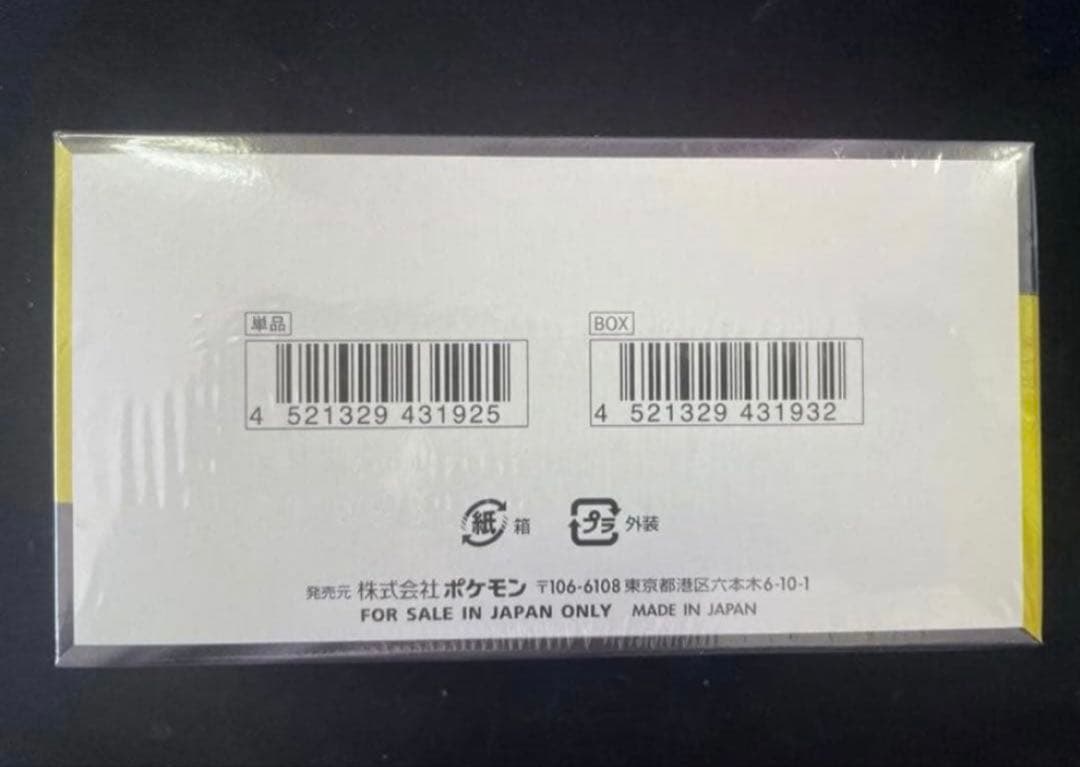 単品
BOX
4 521329 431925
4 521329 431932
紙 箱
プラ 外装
発売元 株式会社ポケモン 〒106-6108 東京都港区六本木6-10-1
FOR SALE IN JAPAN ONLY MADE IN JAPAN